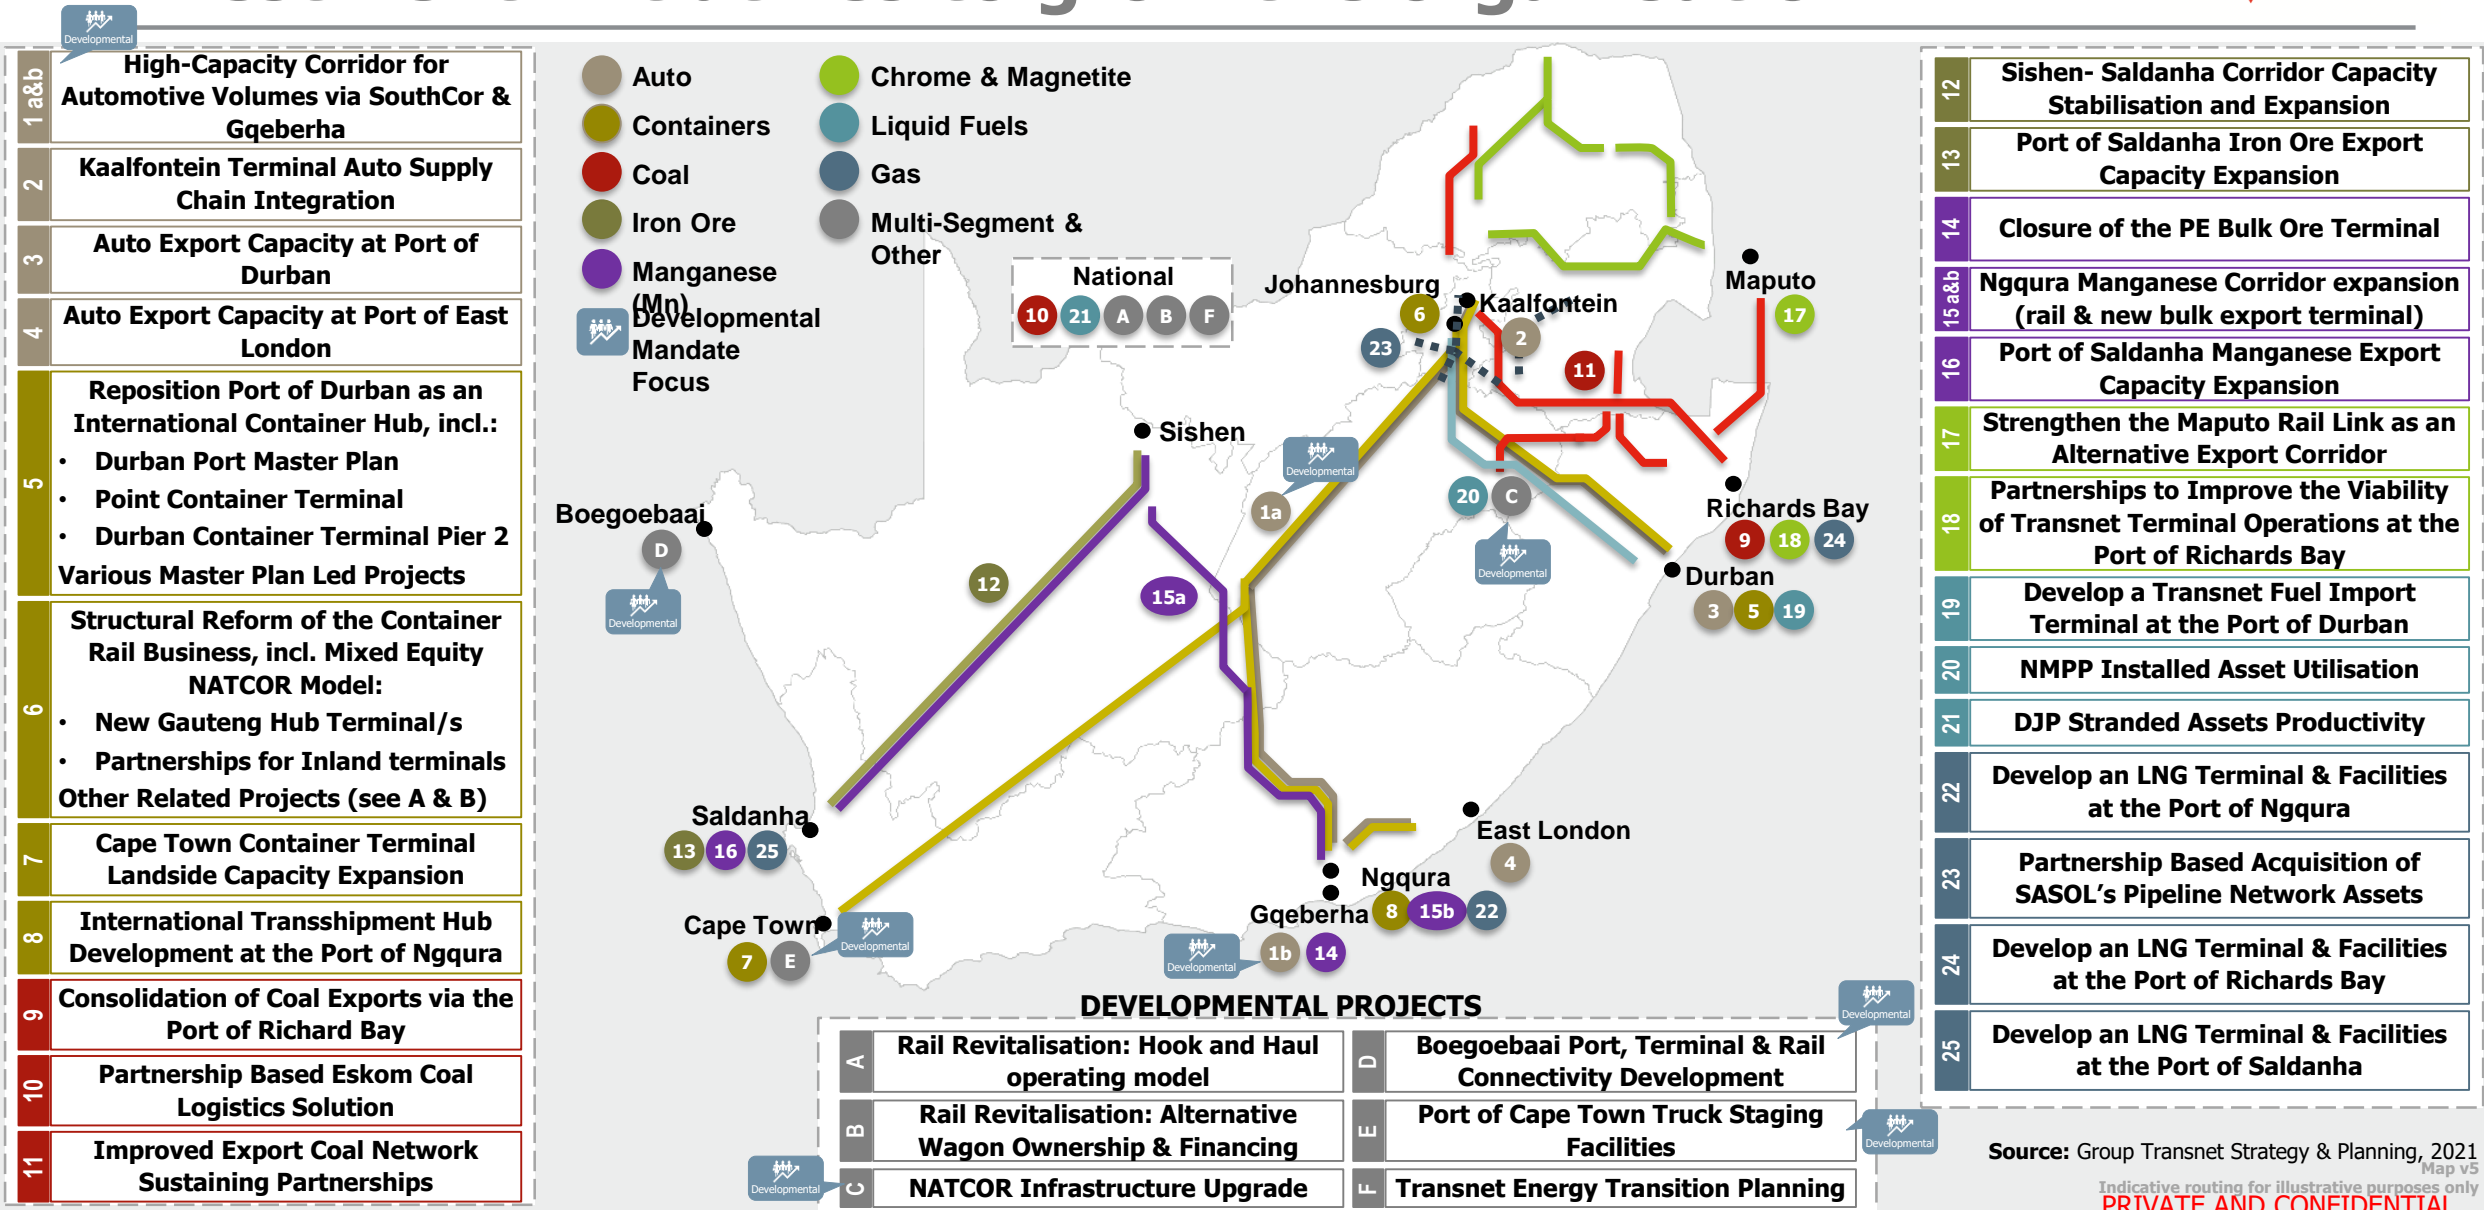 Developmental
1 a&b
High-Capacity Corridor for
Automotive Volumes via SouthCor &
Gqeberha
2
Kaalfontein Terminal Auto Supply
Chain Integration
3
Auto Export Capacity at Port of
Durban
4
Auto Export Capacity at Port of East
London
5
Reposition Port of Durban as an
International Container Hub, incl.:
• Durban Port Master Plan
• Point Container Terminal
• Durban Container Terminal Pier 2
Various Master Plan Led Projects
6
Structural Reform of the Container
Rail Business, incl. Mixed Equity
NATCOR Model:
• New Gauteng Hub Terminal/s
• Partnerships for Inland terminals
Other Related Projects (see A & B)
7
Cape Town Container Terminal
Landside Capacity Expansion
8
International Transshipment Hub
Development at the Port of Ngqura
9
Consolidation of Coal Exports via the
Port of Richard Bay
10
Partnership Based Eskom Coal
Logistics Solution
11
Improved Export Coal Network
Sustaining Partnerships
Auto
Containers
Coal
Iron Ore
Manganese
(Mn)
Developmental
Mandate
Focus
Chrome & Magnetite
Liquid Fuels
Gas
Multi-Segment &
Other
National
10 21 A B F
Johannesburg
6
Kaalfontein
2
23
11
Maputo
17
Sishen
Developmental
1a
20 C
Developmental
Richards Bay
9 18 24
Durban
3 5 19
Boegoebaai
D
Developmental
12
15a
Saldanha
13 16 25
Cape Town
7 E
Developmental
East London
4
Ngqura
8 15b 22
Gqeberha
1b 14
Developmental
DEVELOPMENTAL PROJECTS
A
Rail Revitalisation: Hook and Haul
operating model
B
Rail Revitalisation: Alternative
Wagon Ownership & Financing
C
NATCOR Infrastructure Upgrade
Developmental
D
Boegoebaai Port, Terminal & Rail
Connectivity Development
Developmental
E
Port of Cape Town Truck Staging
Facilities
Developmental
F
Transnet Energy Transition Planning
12
Sishen- Saldanha Corridor Capacity
Stabilisation and Expansion
13
Port of Saldanha Iron Ore Export
Capacity Expansion
14
Closure of the PE Bulk Ore Terminal
15 a&b
Ngqura Manganese Corridor expansion
(rail & new bulk export terminal)
16
Port of Saldanha Manganese Export
Capacity Expansion
17
Strengthen the Maputo Rail Link as an
Alternative Export Corridor
18
Partnerships to Improve the Viability
of Transnet Terminal Operations at the
Port of Richards Bay
19
Develop a Transnet Fuel Import
Terminal at the Port of Durban
20
NMPP Installed Asset Utilisation
21
DJP Stranded Assets Productivity
22
Develop an LNG Terminal & Facilities
at the Port of Ngqura
23
Partnership Based Acquisition of
SASOL’s Pipeline Network Assets
24
Develop an LNG Terminal & Facilities
at the Port of Richards Bay
25
Develop an LNG Terminal & Facilities
at the Port of Saldanha
Source: Group Transnet Strategy & Planning, 2021
Map v5
Indicative routing for illustrative purposes only
PRIVATE AND CONFIDENTIAL